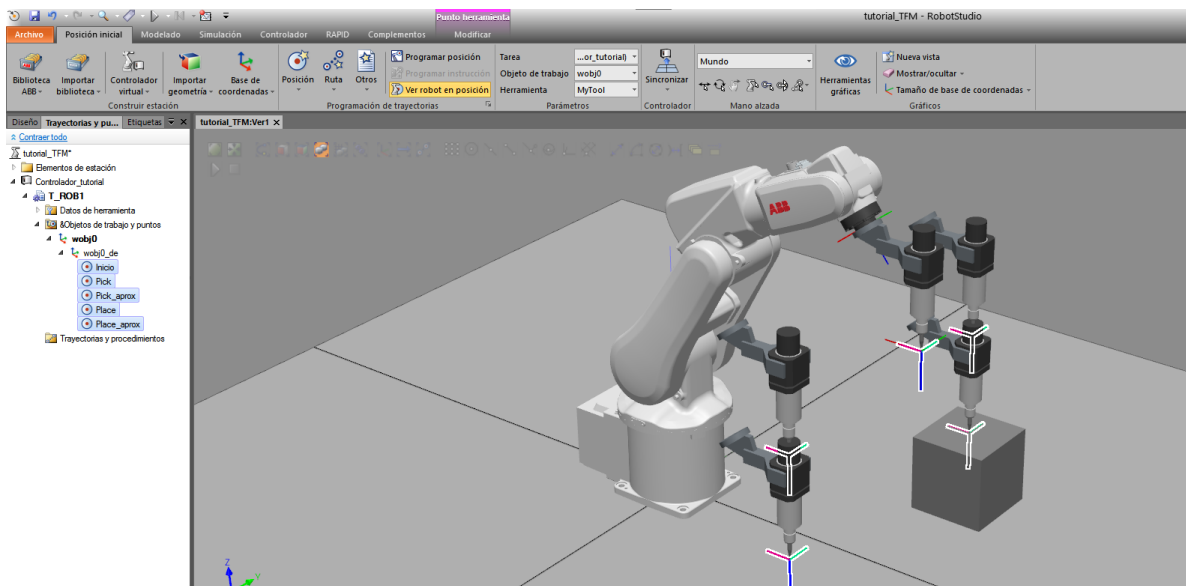 Punto herramienta
tutorial_TFM - RobotStudio
Archivo Posición inicial Modelado Simulación Controlador RAPID Complementos Modificar
Biblioteca ABB
Importar biblioteca
Controlador virtual
Importar geometría
Base de coordenadas
Construir estación
Posición
Ruta
Otros
Programar posición
Programar instrucción
Ver robot en posición
Programación de trayectorias
Tarea ...or_tutorial)
Objeto de trabajo wobj0
Herramienta MyTool
Parámetros
Sincronizar
Controlador
Mundo
Mano alzada
Herramientas gráficas
Nueva vista
Mostrar/ocultar
Tamaño de base de coordenadas
Gráficos
Diseño Trayectorias y pu... Etiquetas
tutorial_TFM:Ver1
Contraer todo
tutorial_TFM*
Elementos de estación
Controlador_tutorial
T_ROB1
Datos de herramienta
&Objetos de trabajo y puntos
wobj0
wobj0_de
Inicio
Pick
Pick_aprox
Place
Place_aprox
Trayectorias y procedimientos
ABB
Z
Y